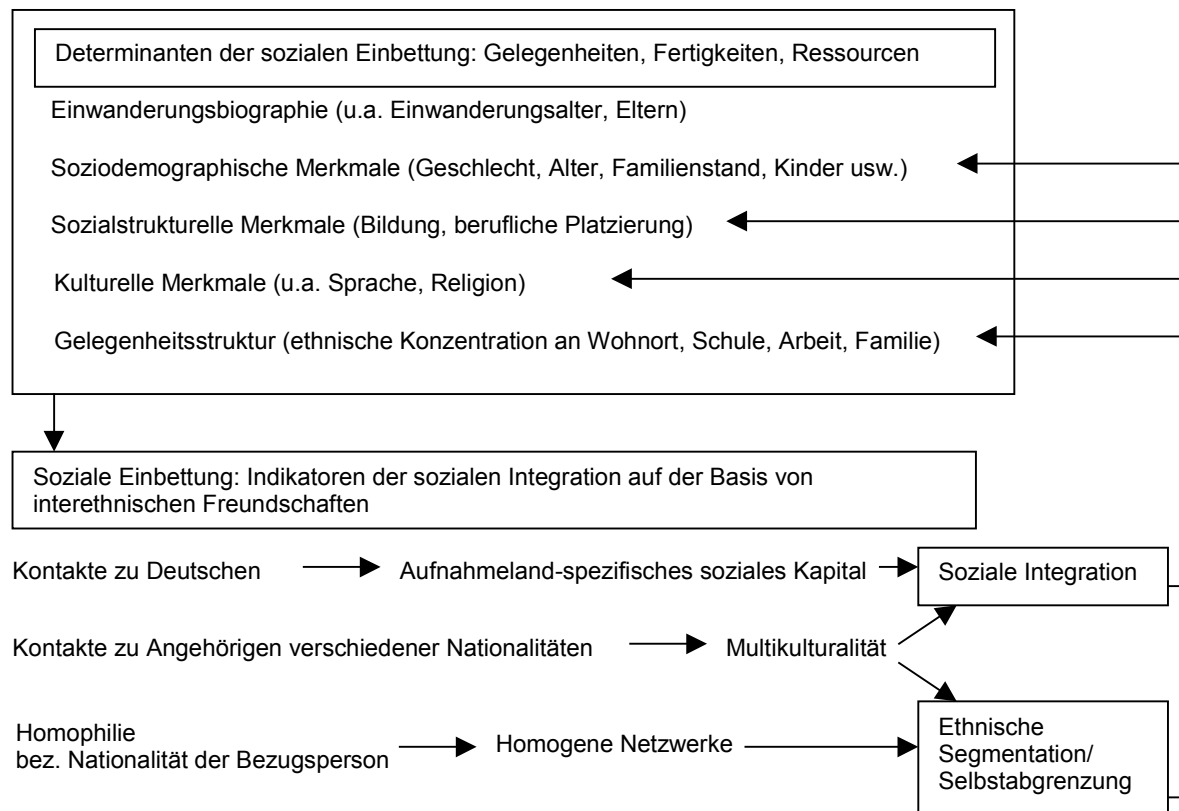 Determinanten der sozialen Einbettung: Gelegenheiten, Fertigkeiten, Ressourcen
Einwanderungsbiographie (u.a. Einwanderungsalter, Eltern)
Soziodemographische Merkmale (Geschlecht, Alter, Familienstand, Kinder usw.)
Sozialstrukturelle Merkmale (Bildung, berufliche Platzierung)
Kulturelle Merkmale (u.a. Sprache, Religion)
Gelegenheitsstruktur (ethnische Konzentration an Wohnort, Schule, Arbeit, Familie)
Soziale Einbettung: Indikatoren der sozialen Integration auf der Basis von
interethnischen Freundschaften
Kontakte zu Deutschen
Aufnahmeland-spezifisches soziales Kapital
Soziale Integration
Kontakte zu Angehörigen verschiedener Nationalitäten
Multikulturalität
Homophilie
bez. Nationalität der Bezugsperson
Homogene Netzwerke
Ethnische
Segmentation/
Selbstabgrenzung